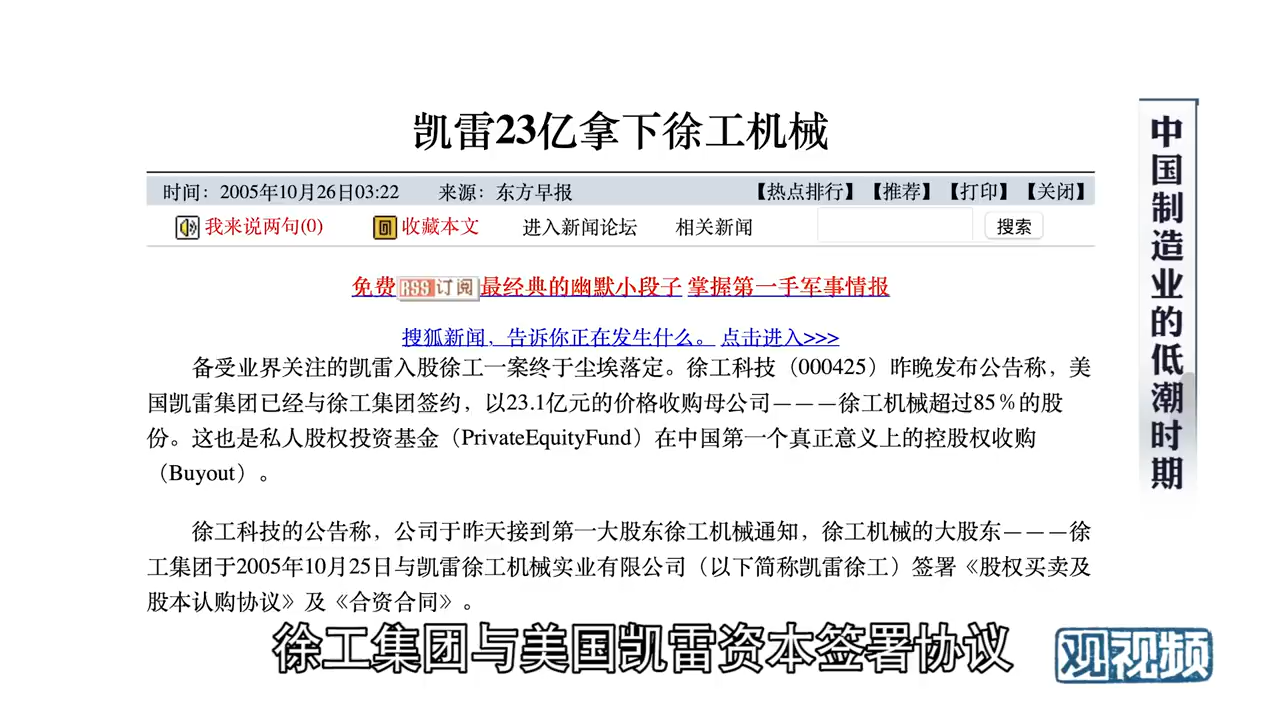 凯雷23亿拿下徐工机械
时间：2005年10月26日03:22 来源：东方早报 【热点排行】【推荐】【打印】【关闭】
我来说两句(0) 收藏本文 进入新闻论坛 相关新闻 搜索
免费RSS订阅最经典的幽默小段子 掌握第一手军事情报
搜狐新闻，告诉你正在发生什么。 点击进入>>>
备受业界关注的凯雷入股徐工一案终于尘埃落定。徐工科技（000425）昨晚发布公告称，美
国凯雷集团已经与徐工集团签约，以23.1亿元的价格收购母公司———徐工机械超过85％的股
份。这也是私人股权投资基金（PrivateEquityFund）在中国第一个真正意义上的控股权收购
（Buyout）。
徐工科技的公告称，公司于昨天接到第一大股东徐工机械通知，徐工机械的大股东———徐
工集团于2005年10月25日与凯雷徐工机械实业有限公司（以下简称凯雷徐工）签署《股权买卖及
股本认购协议》及《合资合同》。
徐工集团与美国凯雷资本签署协议
中国制造业的低潮时期
观视频